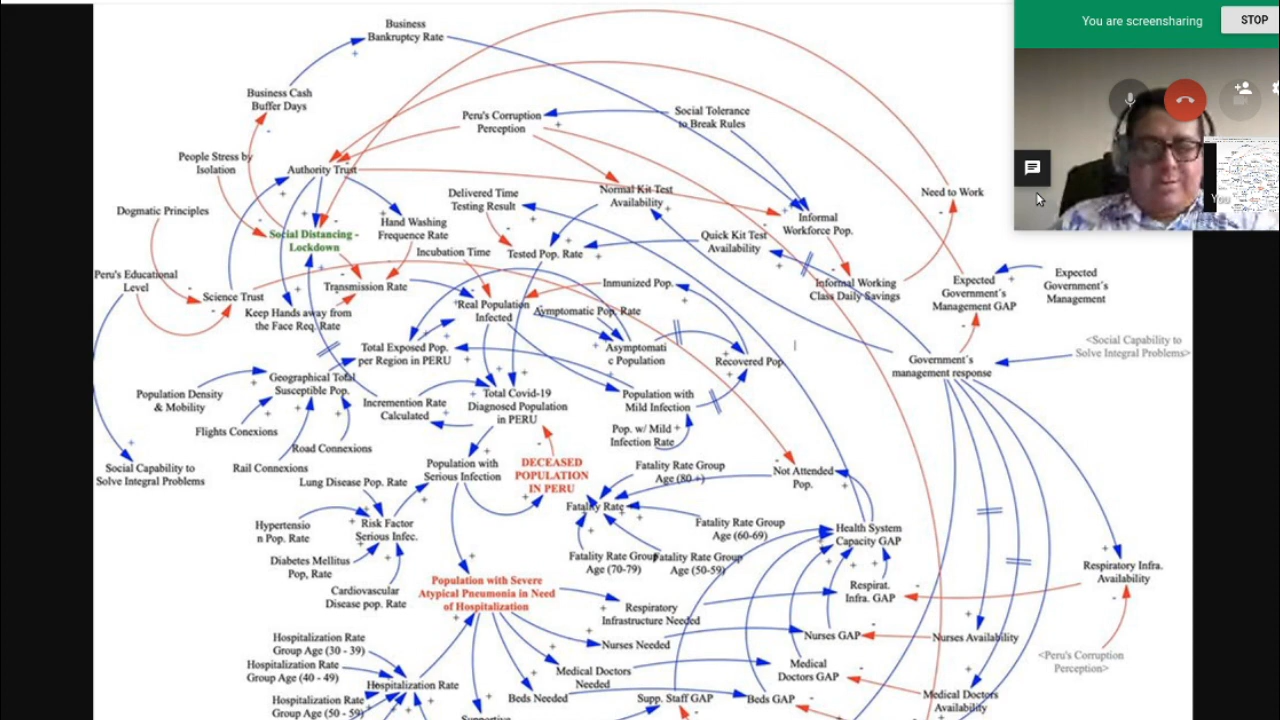 You are screensharing
STOP
Business
Bankruptcy Rate
Business Cash
Buffer Days
Peru's Corruption
Perception
Social Tolerance
to Break Rules
People Stress by
Isolation
Authority Trust
Delivered Time
Testing Result
Normal Kit Test
Availability
Need to Work
Dogmatic Principles
Social Distancing -
Lockdown
Hand Washing
Frequence Rate
Informal
Workforce Pop.
Quick Kit Test
Availability
Incubation Time
Tested Pop. Rate
Peru's Educational
Level
Science Trust
Transmission Rate
Immunized Pop.
Informal Working
Class Daily Savings
Expected
Government's
Management GAP
Expected
Government's
Management
Keep Hands away from
the Face Req. Rate
Real Population
Infected
Aymptomatic Pop, Rate
Total Exposed Pop.
per Region in PERU
Asymptomati
c Population
Recovered Pop
Government's
management response
<Social Capability to
Solve Integral Problems>
Population Density
& Mobility
Geographical Total
Susceptible Pop.
Incremention Rate
Calculated
Total Covid-19
Diagnosed Population
in PERU
Population with
Mild Infection
Flights Conexions
Road Connexions
Pop. w/ Mild
Infection Rate
Social Capability to
Solve Integral Problems
Rail Connexions
Population with
Serious Infection
DECEASED
POPULATION
IN PERU
Fatality Rate Group
Age (80 +)
Not Attended
Pop.
Lung Disease Pop. Rate
Fatality Rate
Hypertensio
n Pop. Rate
Risk Factor
Serious Infec.
Fatality Rate Group
Age (60-69)
Health System
Capacity GAP
Diabetes Mellitus
Pop, Rate
Fatality Rate Group
Age (70-79)
Fatality Rate Group
Age (50-59)
Respiratory Infra.
Availability
Cardiovascular
Disease pop. Rate
Population with Severe
Atypical Pneumonia in Need
of Hospitalization
Respiratory
Infrastructure Needed
Respirat.
Infra. GAP
Hospitalization Rate
Group Age (30 - 39)
Nurses Needed
Nurses GAP
Nurses Availability
<Peru's Corruption
Perception>
Hospitalization Rate
Group Age (40 - 49)
Hospitalization Rate
Medical Doctors
Needed
Medical
Doctors GAP
Hospitalization Rate
Group Age (50 - 59)
Beds Needed
Supp. Staff GAP
Beds GAP
Medical Doctors
Availability
Supportive